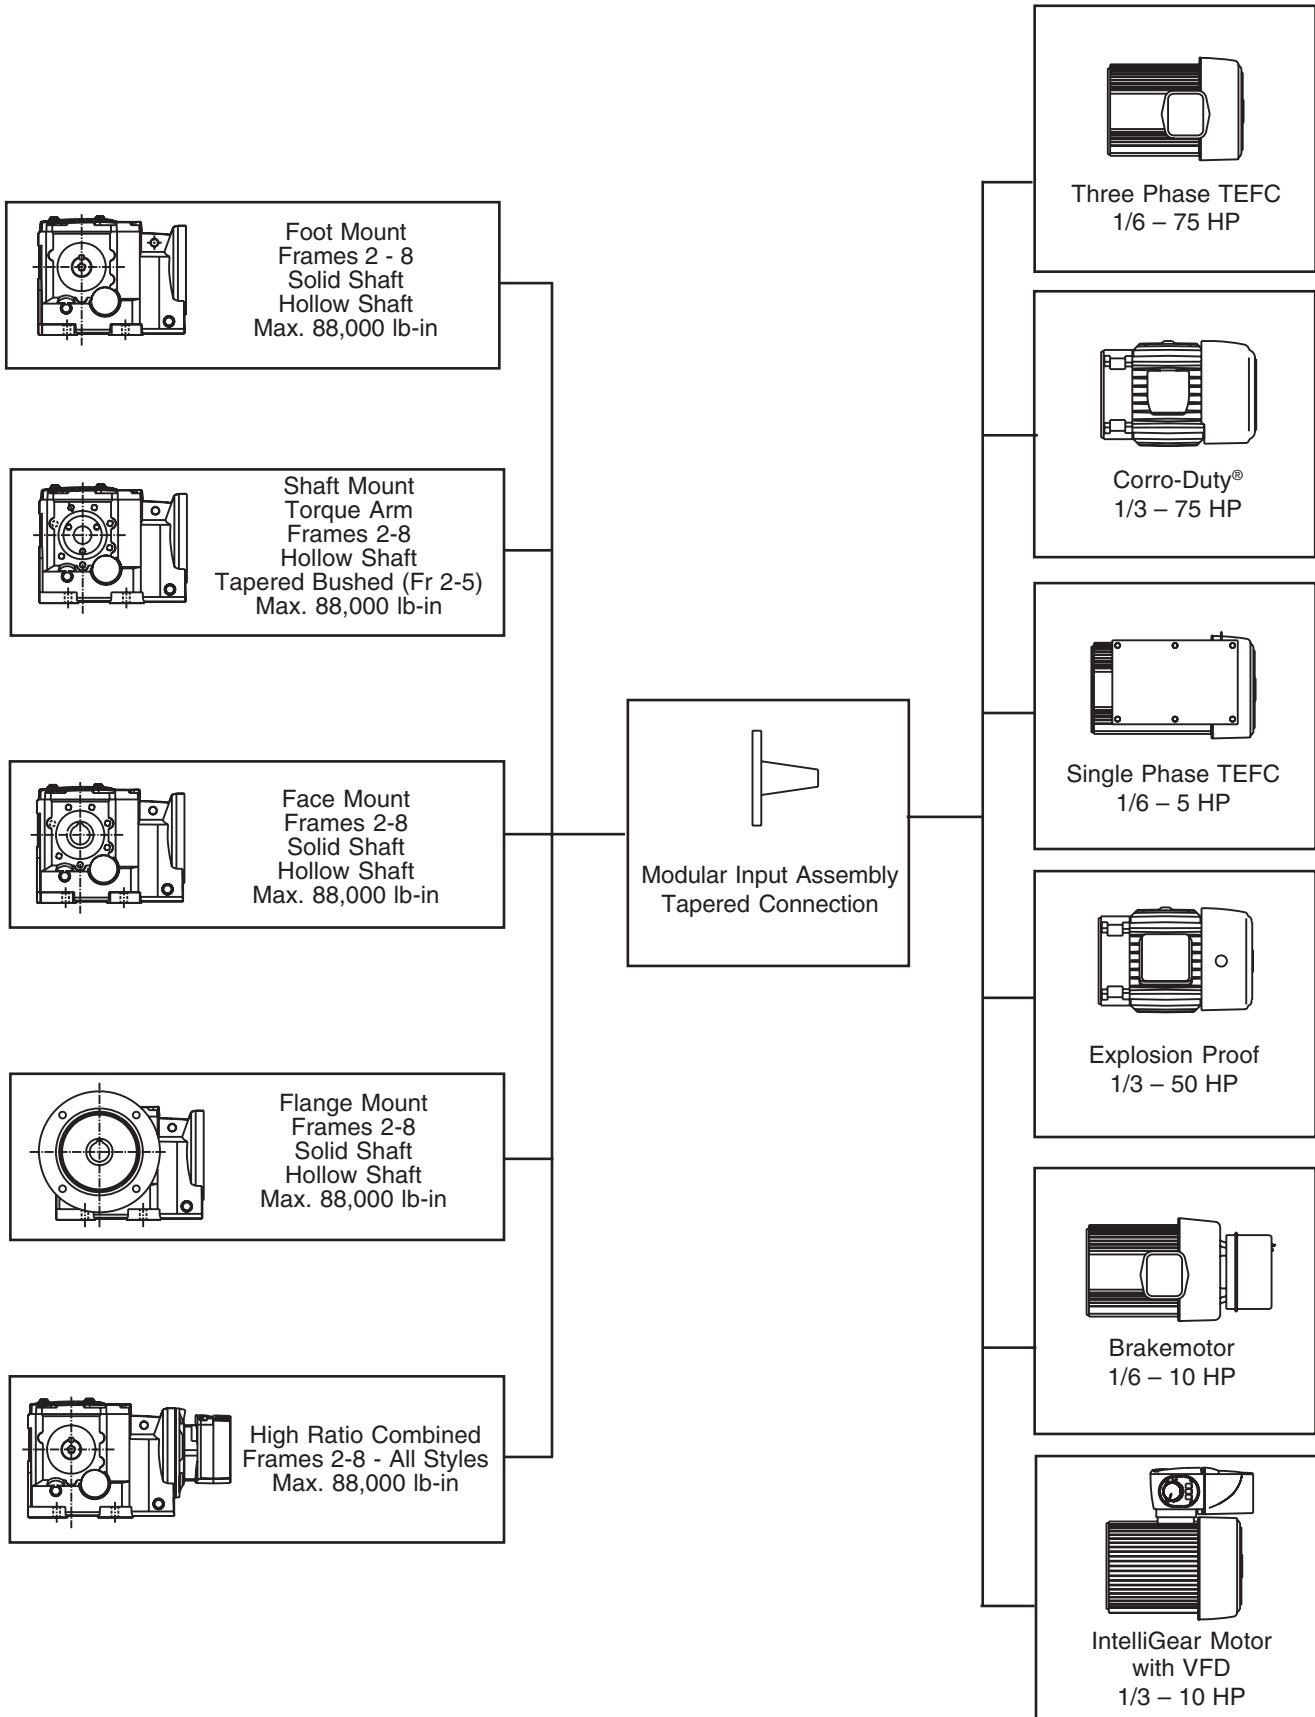 Foot Mount
Frames 2 - 8
Solid Shaft
Hollow Shaft
Max. 88,000 lb-in
Shaft Mount
Torque Arm
Frames 2-8
Hollow Shaft
Tapered Bushed (Fr 2-5)
Max. 88,000 lb-in
Face Mount
Frames 2-8
Solid Shaft
Hollow Shaft
Max. 88,000 lb-in
Flange Mount
Frames 2-8
Solid Shaft
Hollow Shaft
Max. 88,000 lb-in
High Ratio Combined
Frames 2-8 - All Styles
Max. 88,000 lb-in
Modular Input Assembly
Tapered Connection
Three Phase TEFC
1/6 – 75 HP
Corro-Duty®
1/3 – 75 HP
Single Phase TEFC
1/6 – 5 HP
Explosion Proof
1/3 – 50 HP
Brakemotor
1/6 – 10 HP
IntelliGear Motor
with VFD
1/3 – 10 HP